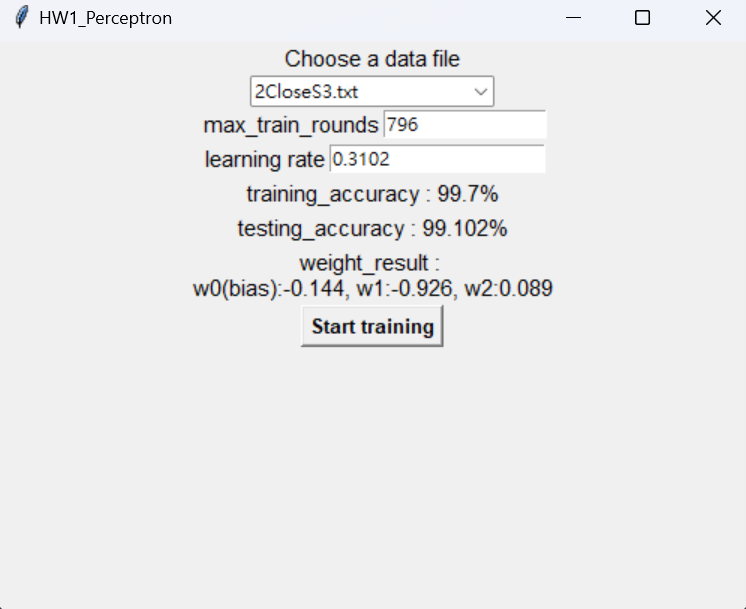 HW1_Perceptron
Choose a data file
2CloseS3.txt
max_train_rounds 796
learning rate 0.3102
training_accuracy : 99.7%
testing_accuracy : 99.102%
weight_result :
w0(bias):-0.144, w1:-0.926, w2:0.089
Start training